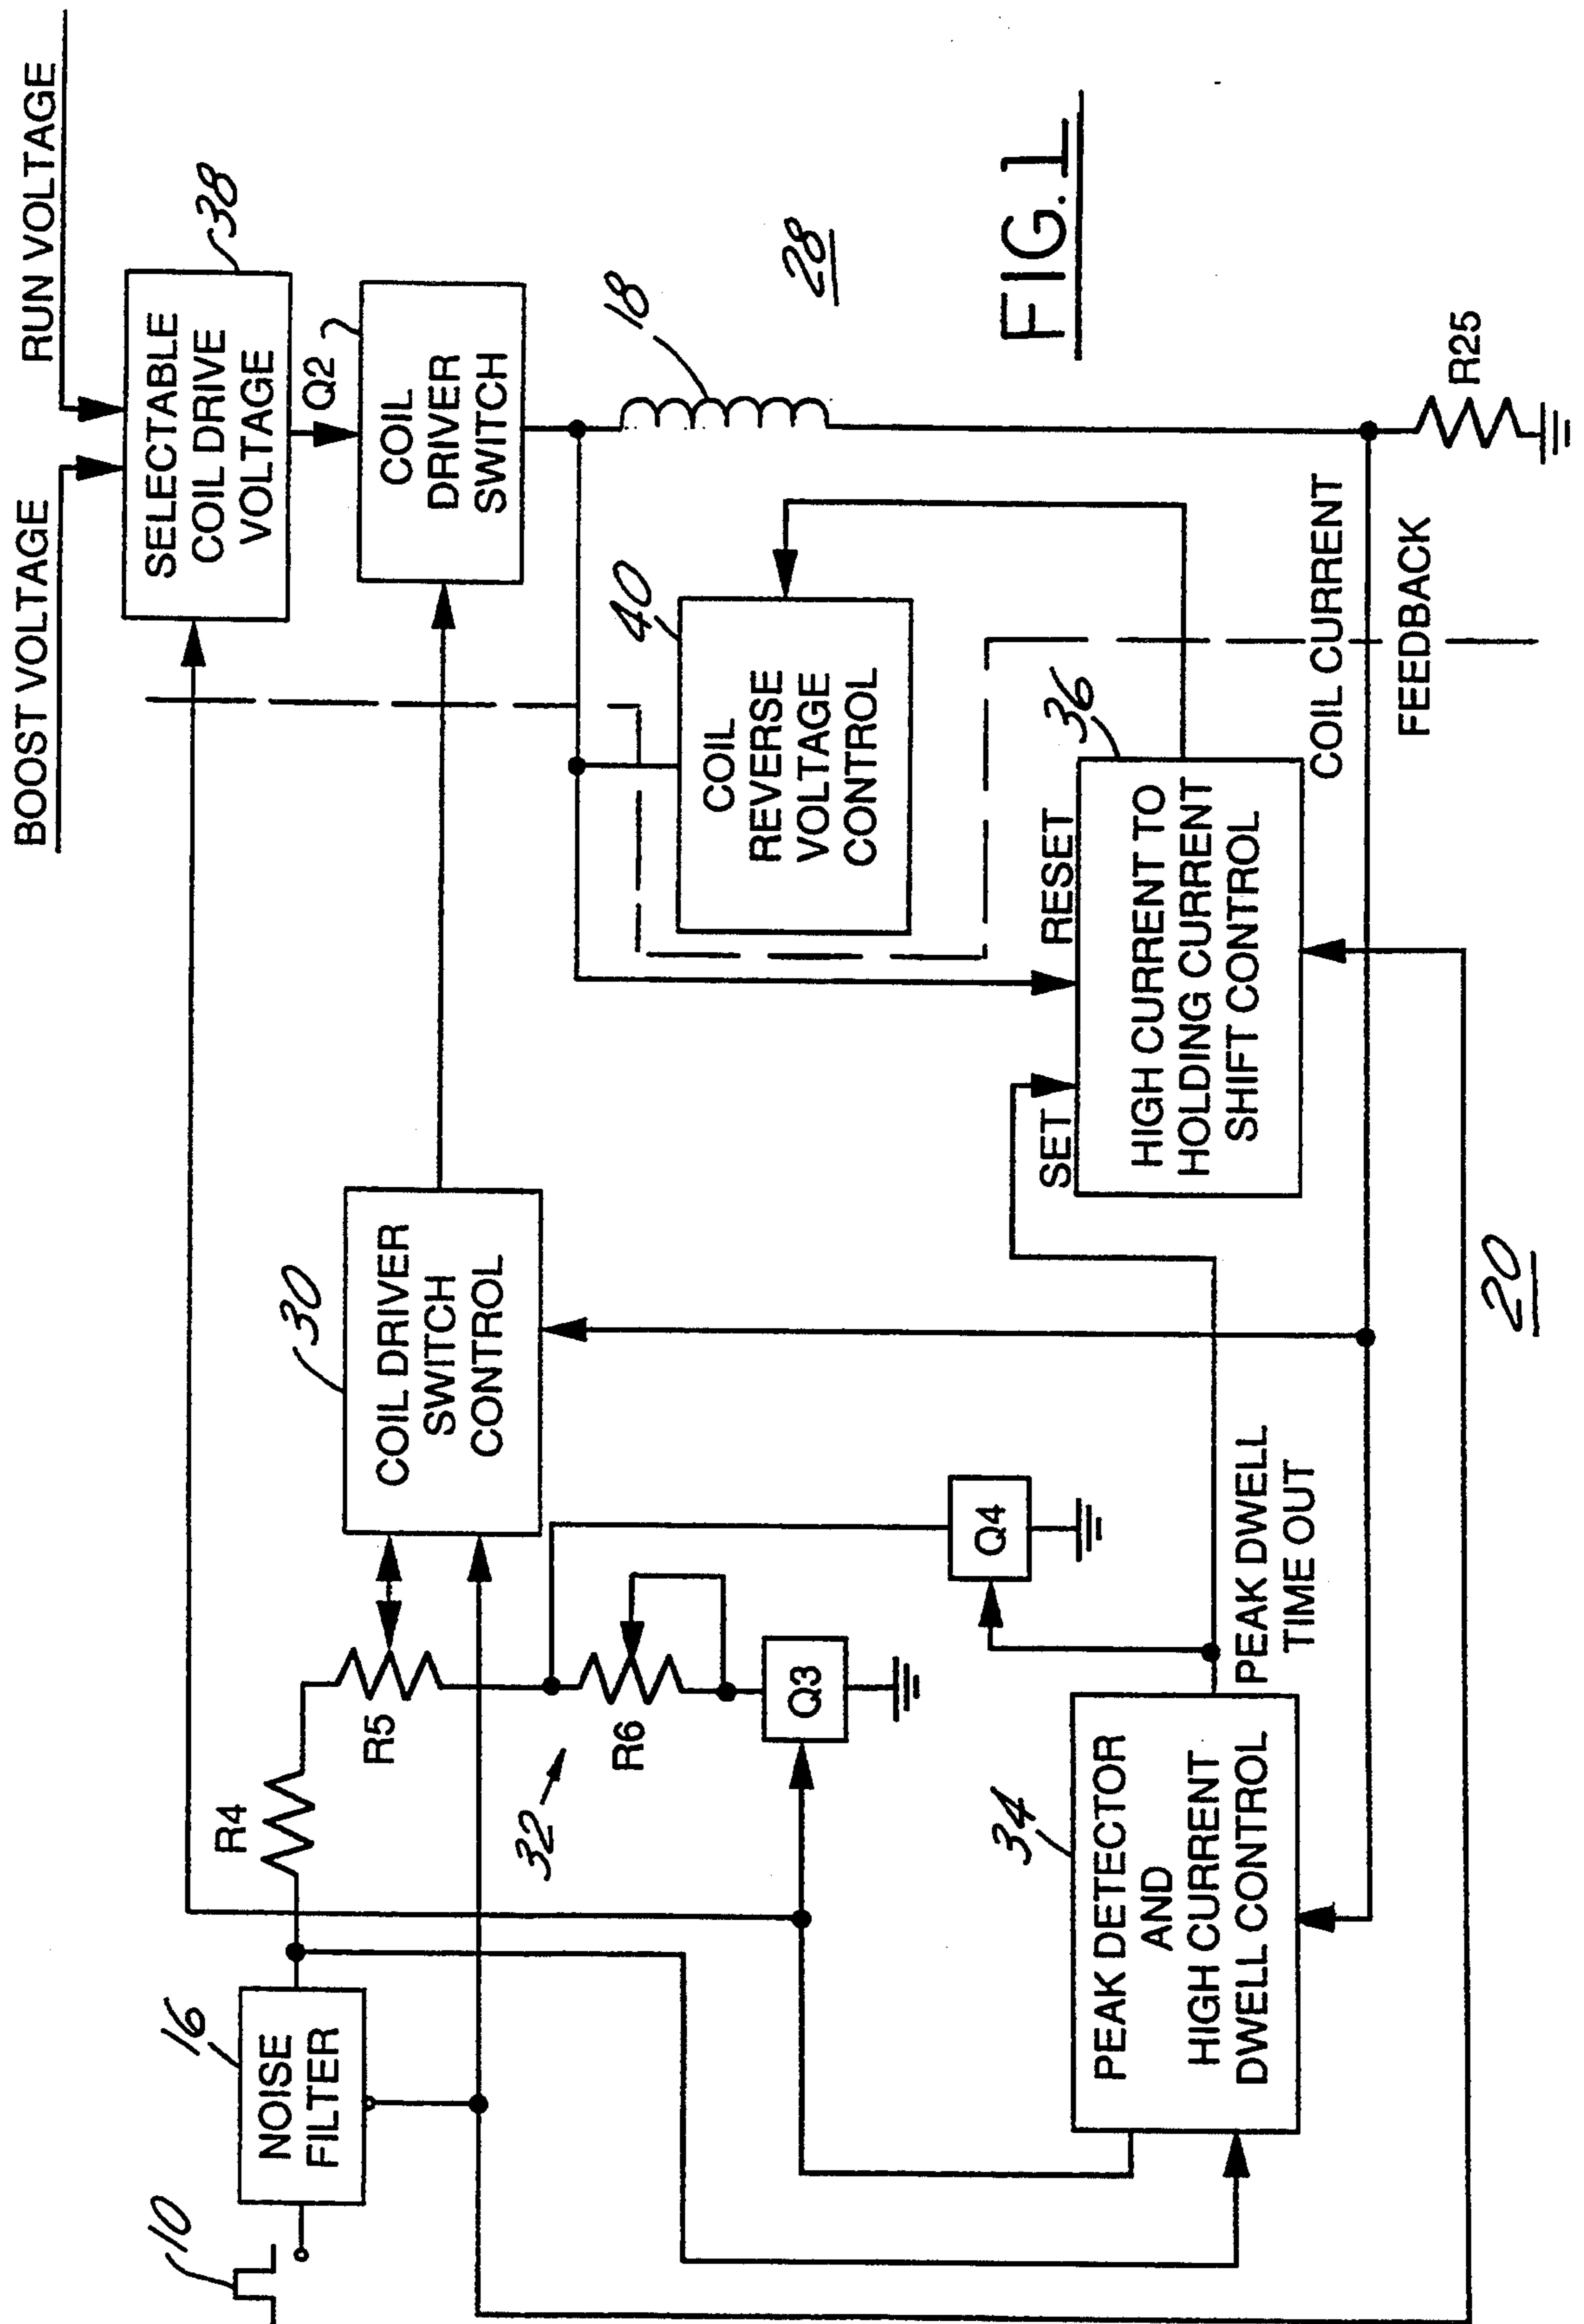 BOOST VOLTAGE
RUN VOLTAGE
10
16
NOISE
FILTER
R4
R5
R6
32
30
COIL DRIVER
SWITCH
CONTROL
38
SELECTABLE
COIL DRIVE
VOLTAGE
Q2
COIL
DRIVER
SWITCH
18
28
40
COIL
REVERSE
VOLTAGE
CONTROL
Q3
Q4
34
PEAK DETECTOR
AND
HIGH CURRENT
DWELL CONTROL
PEAK DWELL
TIME OUT
SET
RESET
36
HIGH CURRENT TO
HOLDING CURRENT
SHIFT CONTROL
COIL CURRENT
FEEDBACK
R25
20
FIG. 1